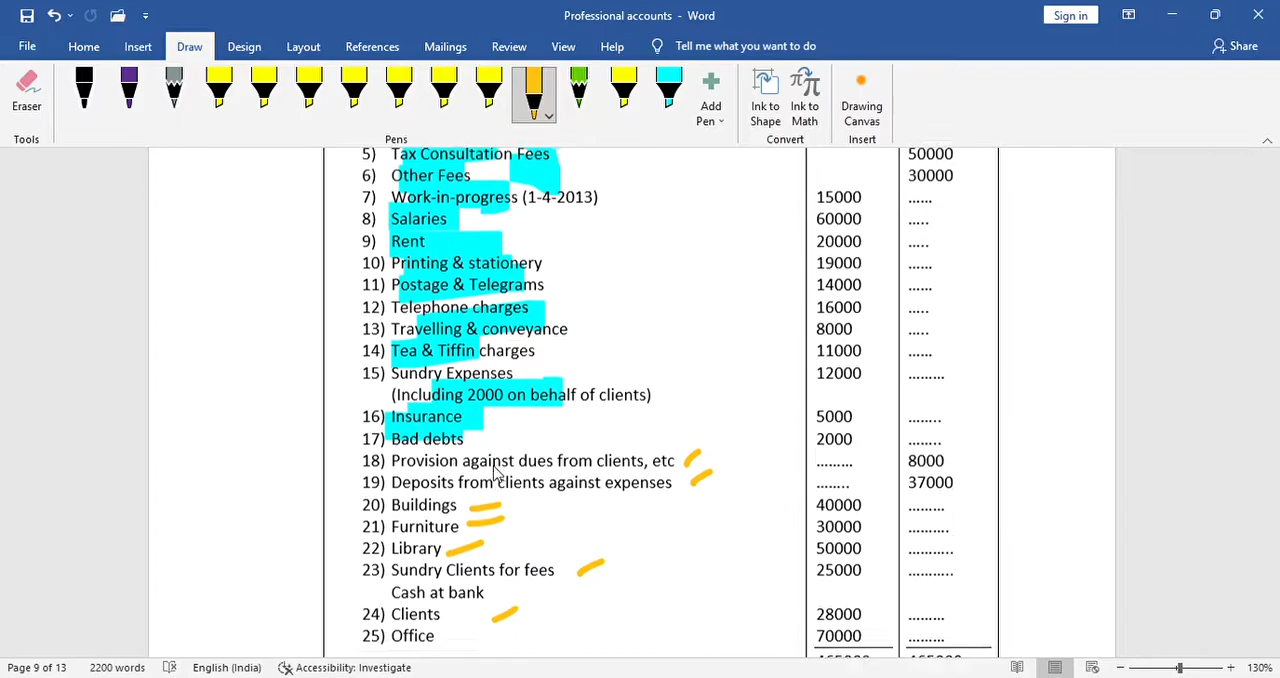 Professional accounts - Word
Sign in
File Home Insert Draw Design Layout References Mailings Review View Help Tell me what you want to do Share
Eraser
Add Pen
Ink to Shape
Ink to Math
Drawing Canvas
Tools Pens Convert Insert
5) Tax Consultation Fees 50000
6) Other Fees 30000
7) Work-in-progress (1-4-2013) 15000 ......
8) Salaries 60000 .....
9) Rent 20000 .....
10) Printing & stationery 19000 ......
11) Postage & Telegrams 14000 ......
12) Telephone charges 16000 .....
13) Travelling & conveyance 8000 .....
14) Tea & Tiffin charges 11000 ......
15) Sundry Expenses 12000 .........
(Including 2000 on behalf of clients)
16) Insurance 5000 ........
17) Bad debts 2000 ........
18) Provision against dues from clients, etc ......... 8000
19) Deposits from clients against expenses ........ 37000
20) Buildings 40000 .........
21) Furniture 30000 ..........
22) Library 50000 ...........
23) Sundry Clients for fees 25000 ...........
Cash at bank
24) Clients 28000 .........
25) Office 70000 .........
Page 9 of 13 2200 words English (India) Accessibility: Investigate 130%